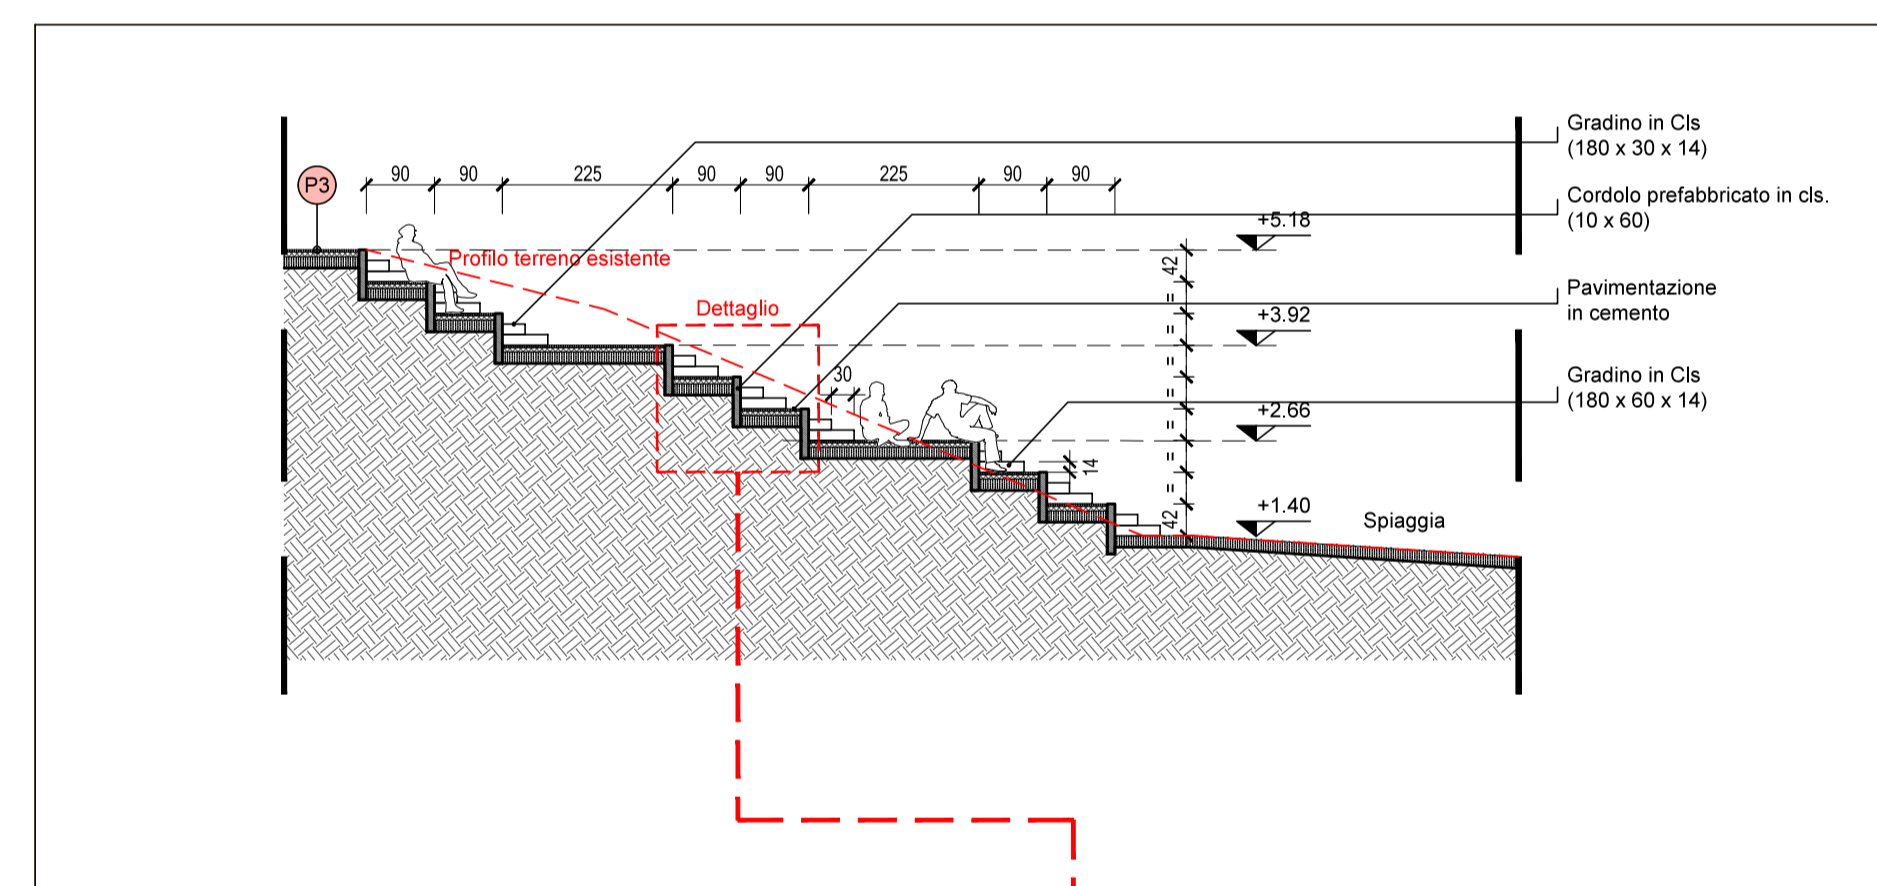 Gradino in Cls
(180 x 30 x 14)
90 90 225 90 90 225 90 90
P3
Cordolo prefabbricato in cls.
(10 x 60)
+5.18
Profilo terreno esistente
42
=
Pavimentazione
in cemento
Dettaglio
+3.92
=
=
30
Gradino in Cls
(180 x 60 x 14)
+2.66
=
14
=
+1.40
42
Spiaggia